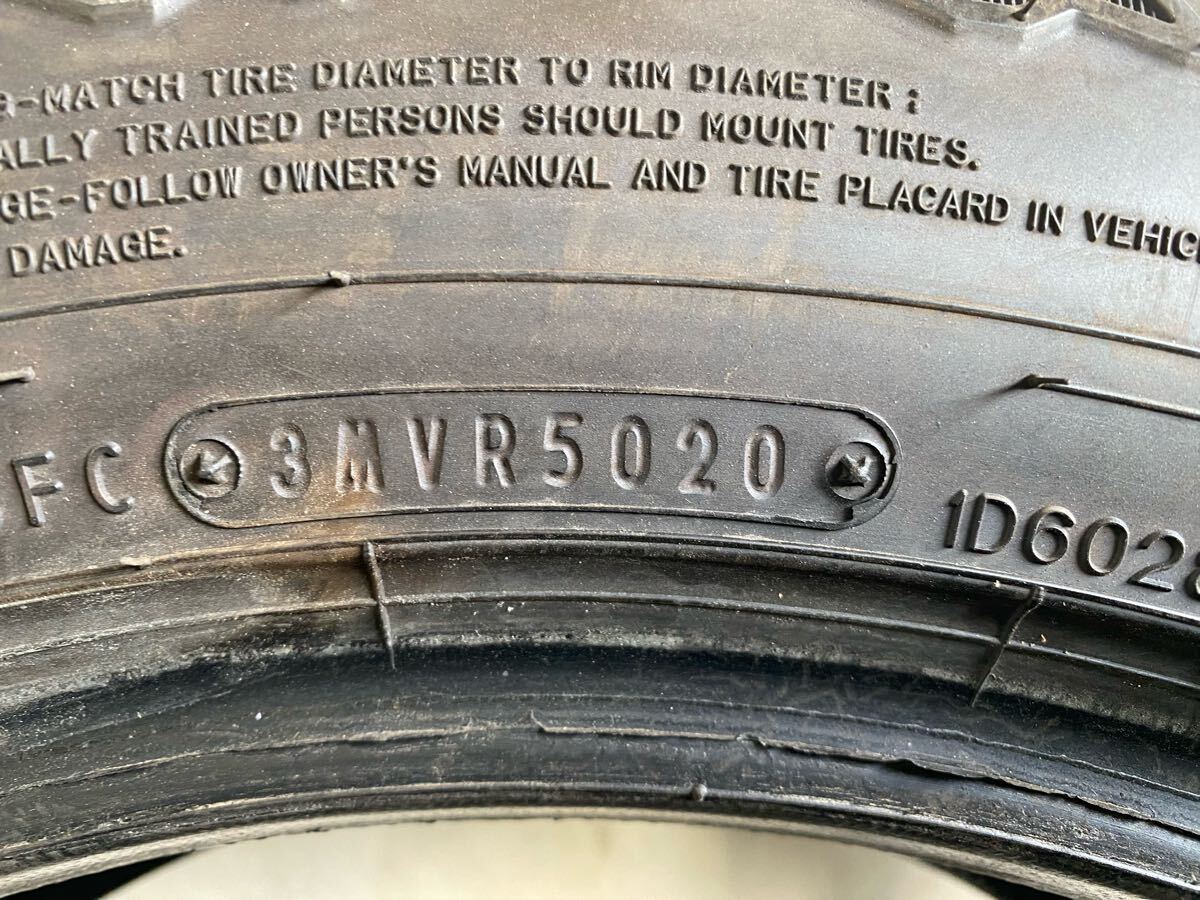 -MATCH TIRE DIAMETER TO RIM DIAMETER ;
ALLY TRAINED PERSONS SHOULD MOUNT TIRES.
GE-FOLLOW OWNER'S MANUAL AND TIRE PLACARD IN VEHIC
DAMAGE.
FC 3MVR5020 1D6028